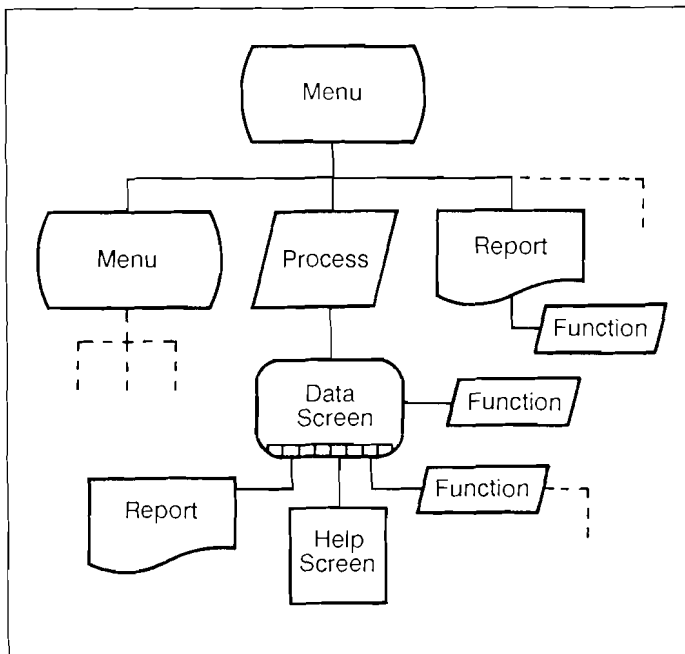 Menu
Menu
Process
Report
Function
Data
Screen
Function
Report
Function
Help
Screen